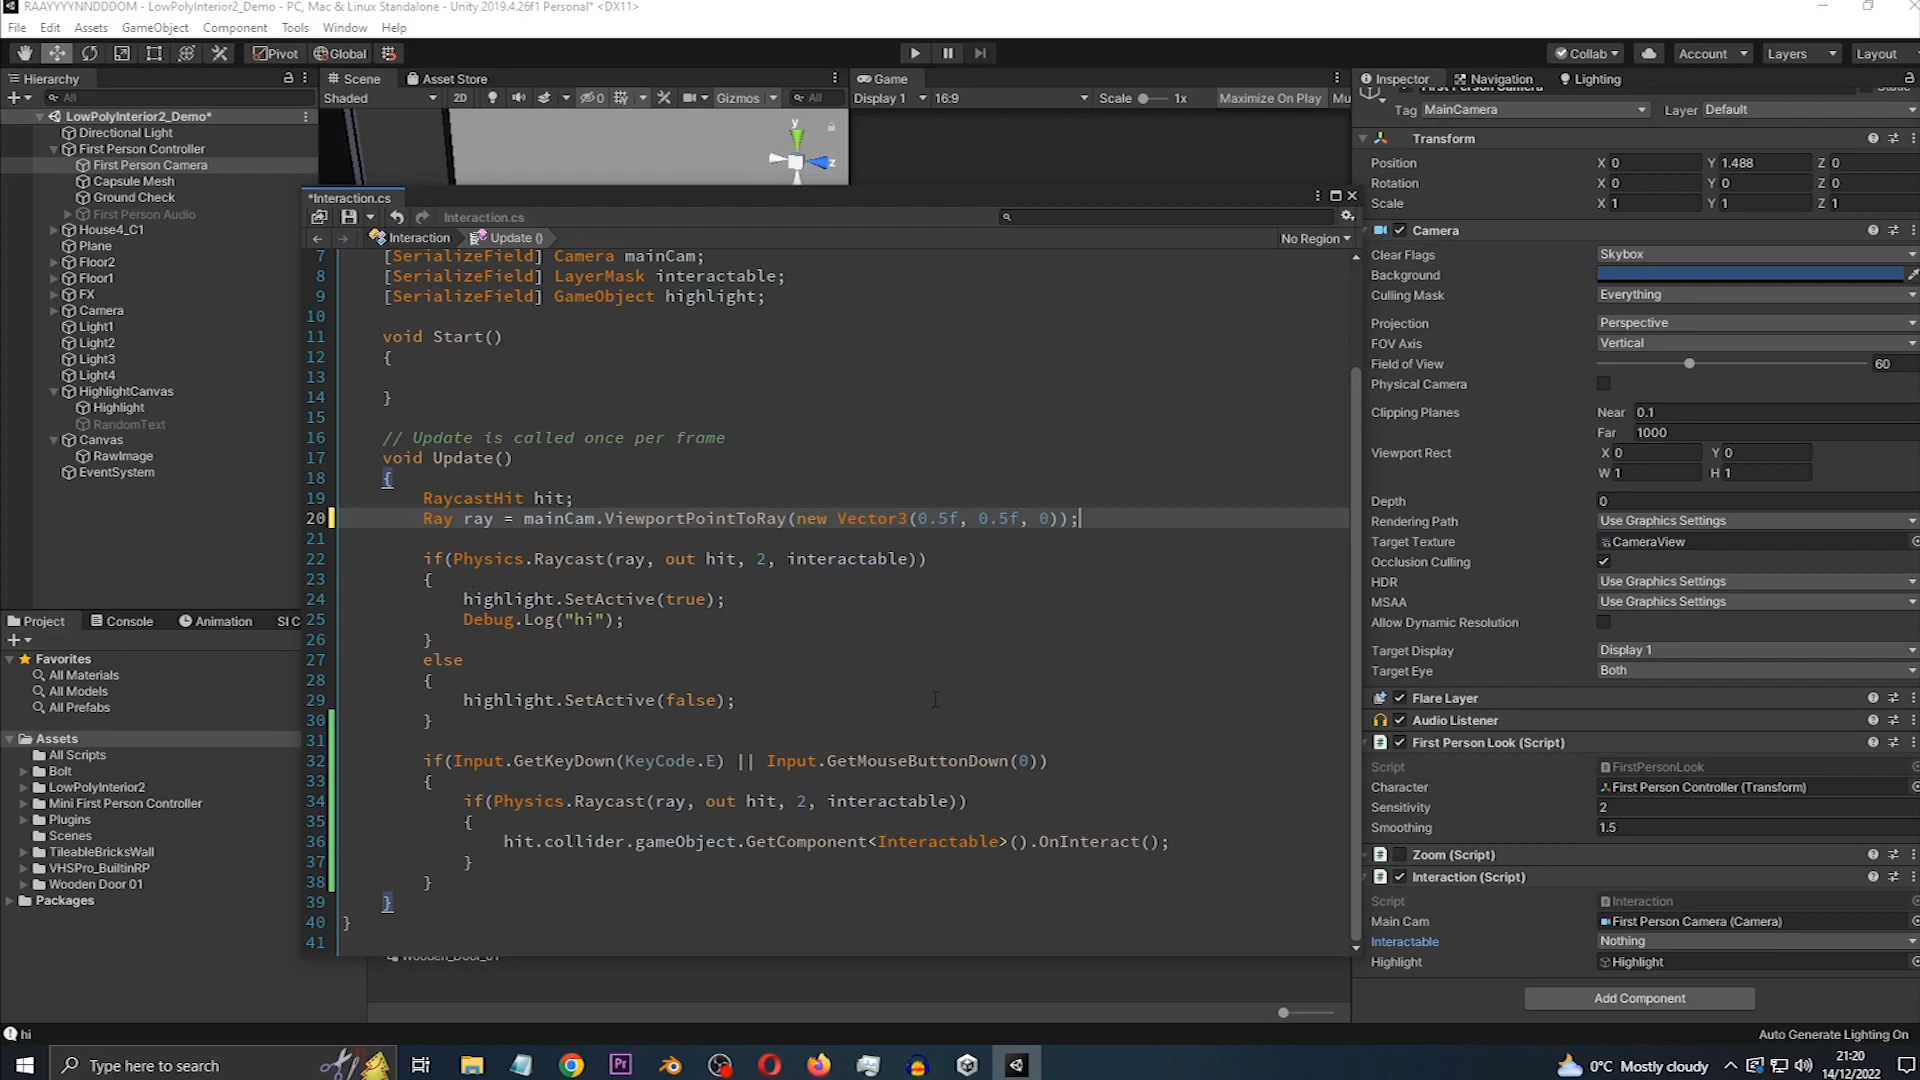 RAAYYYYNNDDDOM - LowPolyInterior2_Demo - PC, Mac & Linux Standalone - Unity 2019.4.26f1 Personal* <DX11>
File Edit Assets GameObject Component Tools Window Help
Pivot Global Collab Account Layers Layout
Hierarchy
All
LowPolyInterior2_Demo*
Directional Light
First Person Controller
First Person Camera
Capsule Mesh
Ground Check
First Person Audio
House4_C1
Plane
Floor2
Floor1
FX
Camera
Light1
Light2
Light3
Light4
HighlightCanvas
Highlight
RandomText
Canvas
RawImage
EventSystem
Scene Asset Store
Shaded 2D 0 Gizmos All
y
z
Game
Display 1 16:9 Scale 1x Maximize On Play Mu
*Interaction.cs
Interaction.cs
Interaction Update () No Region
7 [SerializeField] Camera mainCam;
8 [SerializeField] LayerMask interactable;
9 [SerializeField] GameObject highlight;
10
11 void Start()
12 {
13
14 }
15
16 // Update is called once per frame
17 void Update()
18 {
19 RaycastHit hit;
20 Ray ray = mainCam.ViewportPointToRay(new Vector3(0.5f, 0.5f, 0));
21
22 if(Physics.Raycast(ray, out hit, 2, interactable))
23 {
24 highlight.SetActive(true);
25 Debug.Log("hi");
26 }
27 else
28 {
29 highlight.SetActive(false);
30 }
31
32 if(Input.GetKeyDown(KeyCode.E) || Input.GetMouseButtonDown(0))
33 {
34 if(Physics.Raycast(ray, out hit, 2, interactable))
35 {
36 hit.collider.gameObject.GetComponent<Interactable>().OnInteract();
37 }
38 }
39 }
40 }
41
Wooden_Door_01
Project Console Animation SI C
Favorites
All Materials
All Models
All Prefabs
Assets
All Scripts
Bolt
LowPolyInterior2
Mini First Person Controller
Plugins
Scenes
TileableBricksWall
VHSPro_BuiltinRP
Wooden Door 01
Packages
Inspector Navigation Lighting
First Person Camera
Tag MainCamera Layer Default
Transform
Position X 0 Y 1.488 Z 0
Rotation X 0 Y 0 Z 0
Scale X 1 Y 1 Z 1
Camera
Clear Flags Skybox
Background
Culling Mask Everything
Projection Perspective
FOV Axis Vertical
Field of View 60
Physical Camera
Clipping Planes Near 0.1
Far 1000
Viewport Rect X 0 Y 0
W 1 H 1
Depth 0
Rendering Path Use Graphics Settings
Target Texture CameraView
Occlusion Culling
HDR Use Graphics Settings
MSAA Use Graphics Settings
Allow Dynamic Resolution
Target Display Display 1
Target Eye Both
Flare Layer
Audio Listener
First Person Look (Script)
Script FirstPersonLook
Character First Person Controller (Transform)
Sensitivity 2
Smoothing 1.5
Zoom (Script)
Interaction (Script)
Script Interaction
Main Cam First Person Camera (Camera)
Interactable Nothing
Highlight Highlight
Add Component
hi
Auto Generate Lighting On
Type here to search
Pr
0°C Mostly cloudy
21:20
14/12/2022